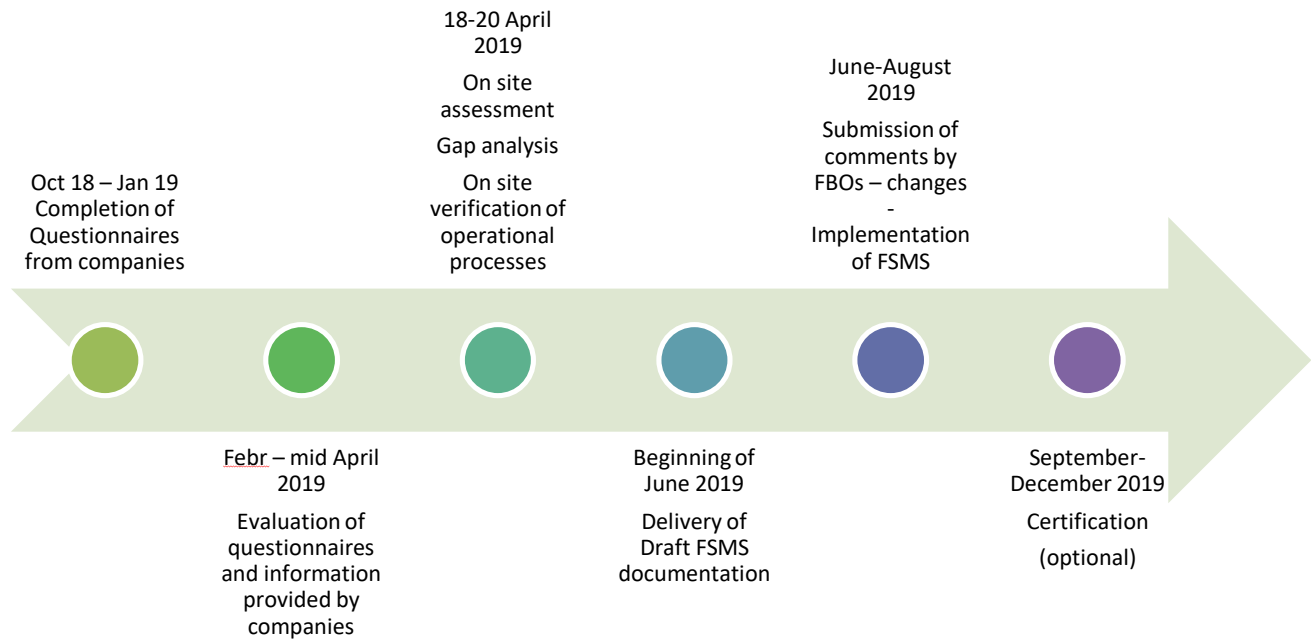 Oct 18 – Jan 19
Completion of
Questionnaires
from companies
Febr – mid April
2019
Evaluation of
questionnaires
and information
provided by
companies
18-20 April
2019
On site
assessment
Gap analysis
On site
verification of
operational
processes
Beginning of
June 2019
Delivery of
Draft FSMS
documentation
June-August
2019
Submission of
comments by
FBOs – changes
-
Implementation
of FSMS
September-
December 2019
Certification
(optional)